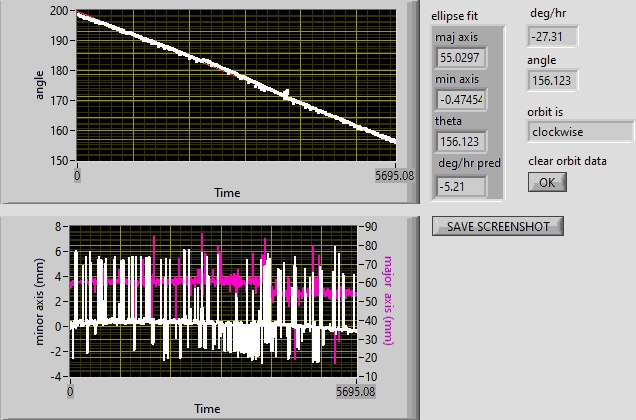 200
190
180
170
160
150
angle
0
5695.08
Time
ellipse fit
maj axis
55.0297
min axis
-0.47454
theta
156.123
deg/hr pred
-5.21
deg/hr
-27.31
angle
156.123
orbit is
clockwise
clear orbit data
OK
SAVE SCREENSHOT
8
6
4
2
0
-2
-4
minor axis (mm)
90
80
70
60
50
40
30
20
10
major axis (mm)
0
5695.08
Time